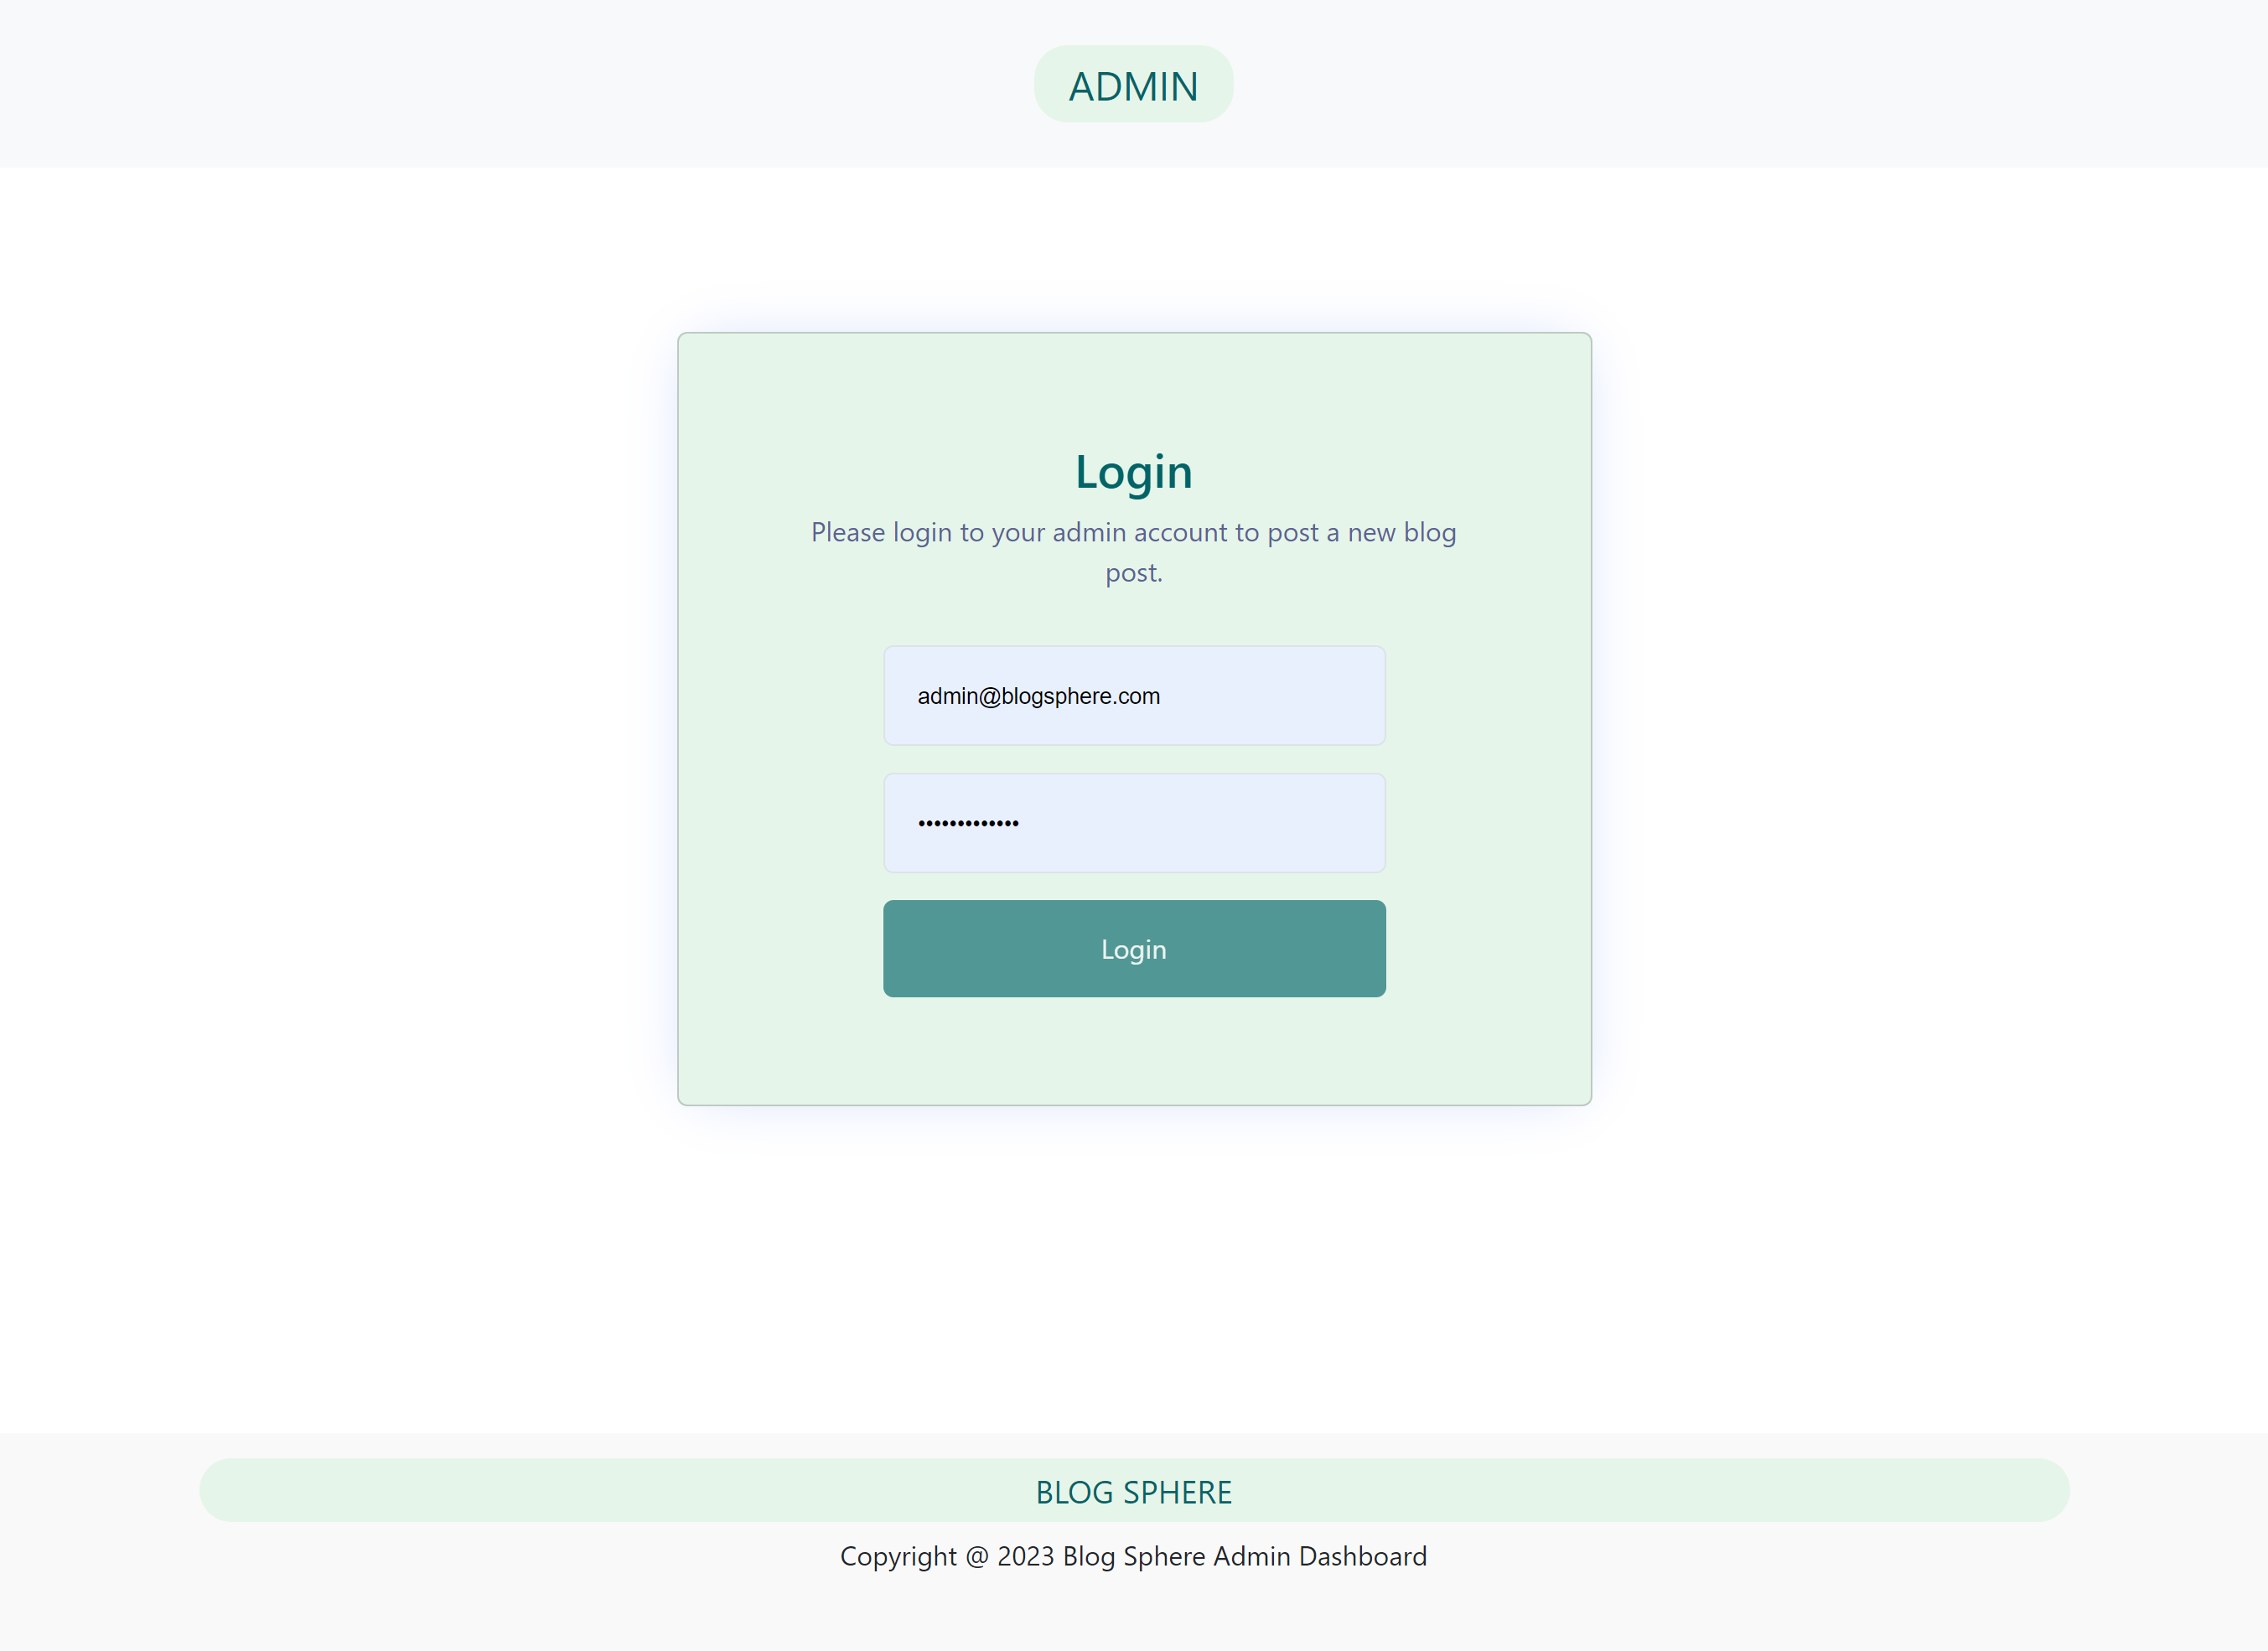 ADMIN
Login
Please login to your admin account to post a new blog
post.
admin@blogsphere.com
•••••••••••••
Login
BLOG SPHERE
Copyright @ 2023 Blog Sphere Admin Dashboard